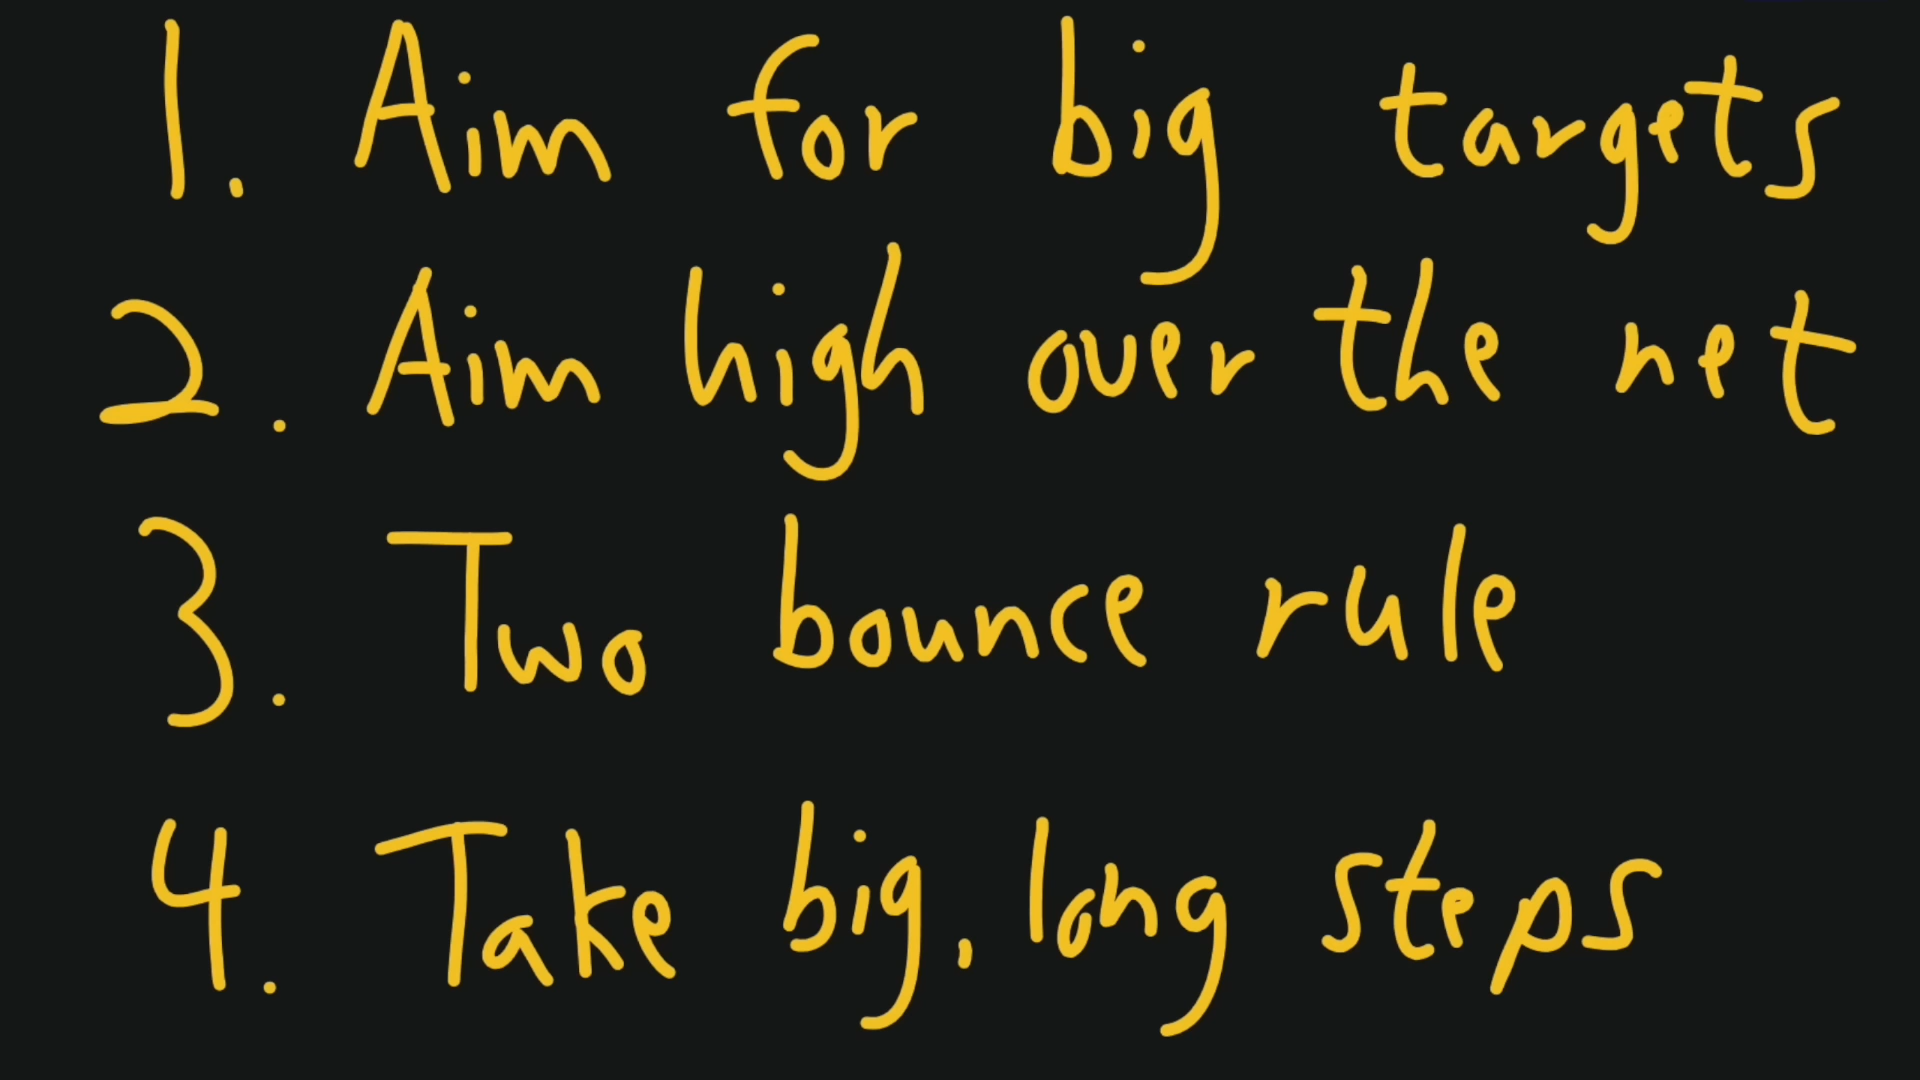 1. Aim for big targets
2. Aim high over the net
3. Two bounce rule
4. Take big, long steps